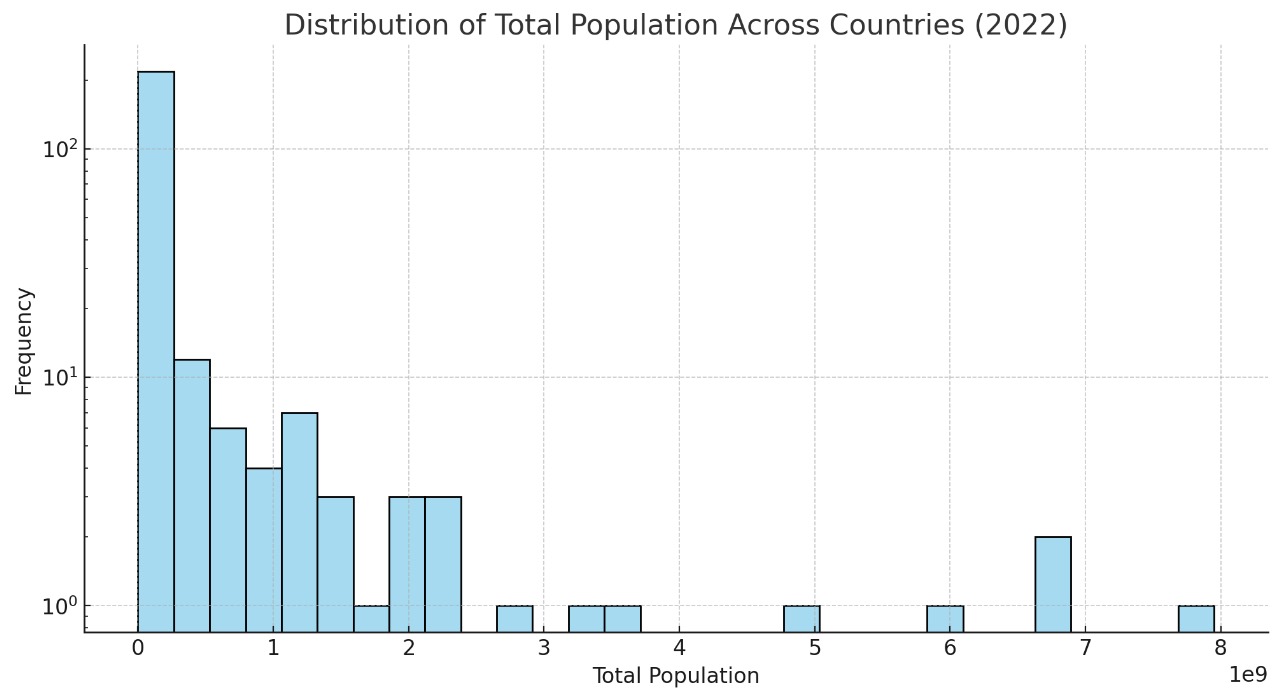 Distribution of Total Population Across Countries (2022)
Frequency
10²
10¹
10⁰
0 1 2 3 4 5 6 7 8
1e9
Total Population